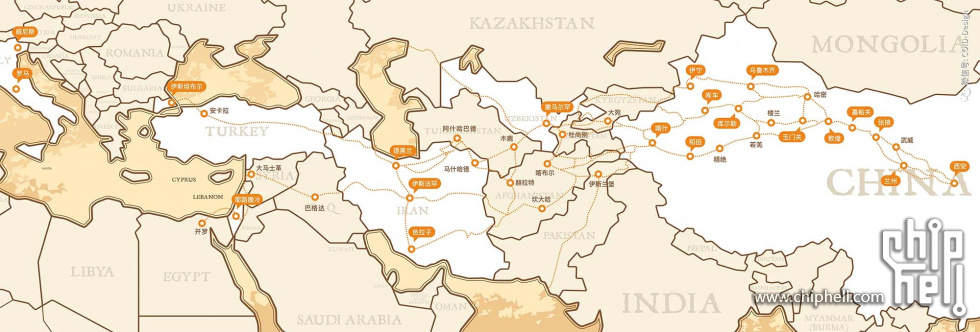 UKRAINE
KAZAKHSTAN
MONGOLIA
威尼斯
HUNGARY
ROMANIA
罗马
BULGARIA
伊斯坦布尔
安卡拉
TURKEY
GEORGIA
UZBEKISTAN
KYRGYZSTAN
伊宁
乌鲁木齐
库车
哈密
撒马尔罕
大宛
阿什哈巴德
木鹿
杜尚别
喀什
库尔勒
楼兰
玉门关
敦煌
嘉峪关
张掖
武威
德黑兰
马什哈德
和田
精绝
若羌
兰州
西安
大马士革
SYRIA
CYPRUS
LEBANON
耶路撒冷
开罗
巴格达
伊斯法罕
IRAN
色拉子
赫拉特
喀布尔
伊斯兰堡
AFGHANISTAN
坎大哈
PAKISTAN
CHINA
NEPAL
LIBYA
EGYPT
SAUDI ARABIA
OMAN
INDIA
MYANMAR
(BURMA)
chip
hell
www.chiphell.com